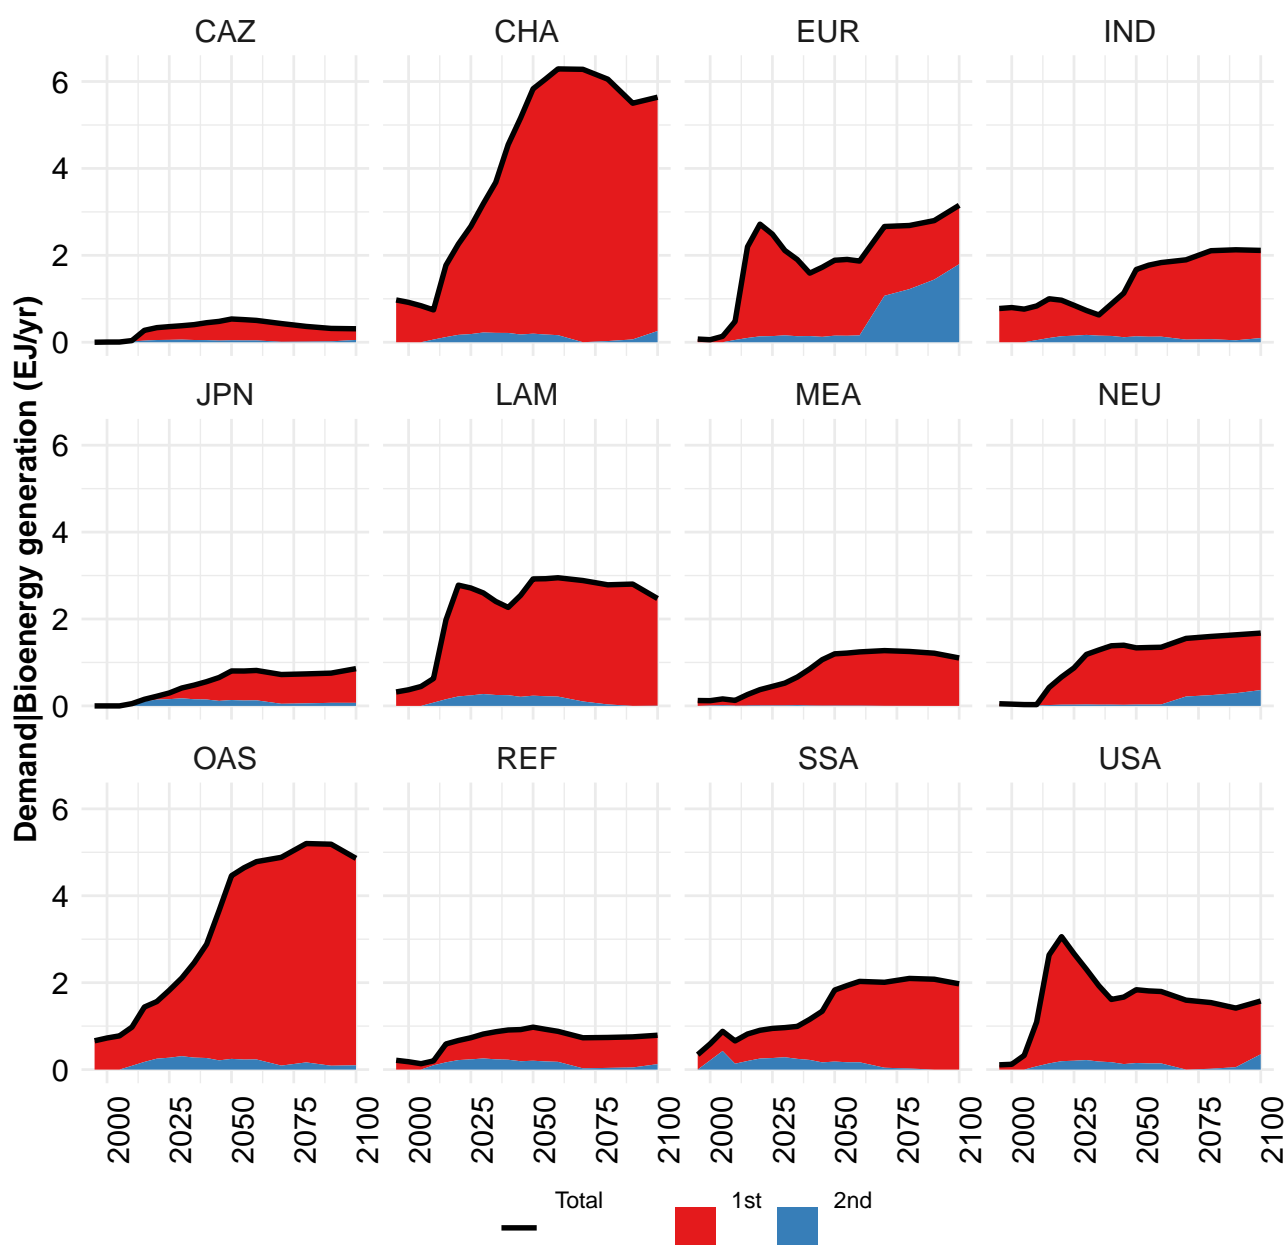 CAZ CHA EUR IND
6
4
2
0
JPN LAM MEA NEU
6
4
2
0
OAS REF SSA USA
6
4
2
0
Demand|Bioenergy generation (EJ/yr)
2000 2025 2050 2075 2100 2000 2025 2050 2075 2100 2000 2025 2050 2075 2100 2000 2025 2050 2075 2100
Total 1st 2nd